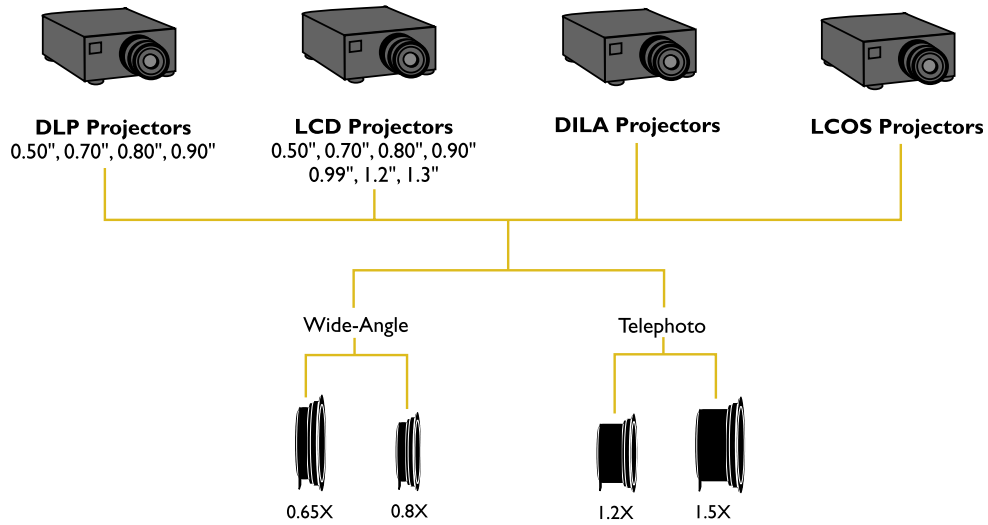 DLP Projectors
0.50", 0.70", 0.80", 0.90"
LCD Projectors
0.50", 0.70", 0.80", 0.90"
0.99", 1.2", 1.3"
DILA Projectors
LCOS Projectors
Wide-Angle
Telephoto
0.65X
0.8X
1.2X
1.5X